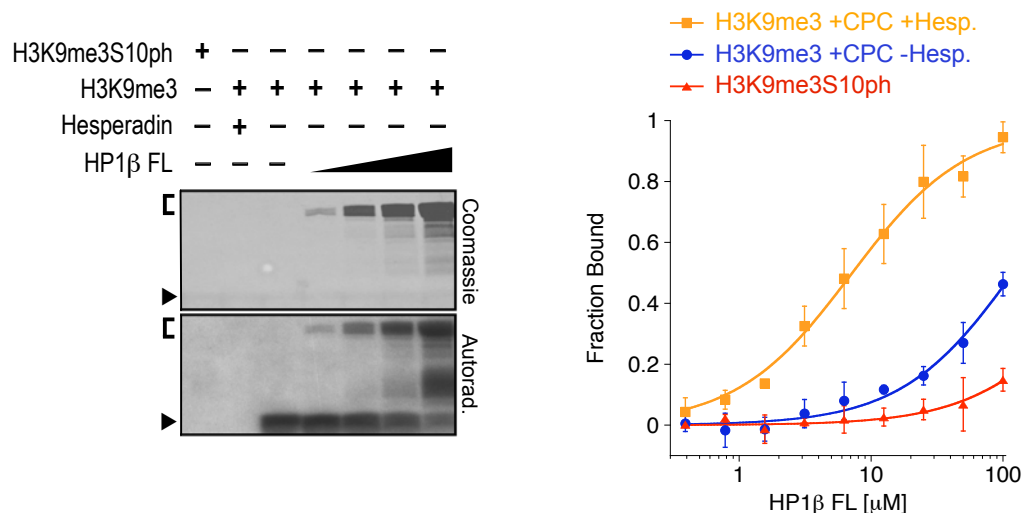 H3K9me3S10ph + – – – – – –
H3K9me3 – + + + + + +
Hesperadin – + – – – – –
HP1β FL – – –
Coomassie
Autorad.
H3K9me3 +CPC +Hesp.
H3K9me3 +CPC -Hesp.
H3K9me3S10ph
1
0.8
0.6
0.4
0.2
0
Fraction Bound
1 10 100
HP1β FL [μM]